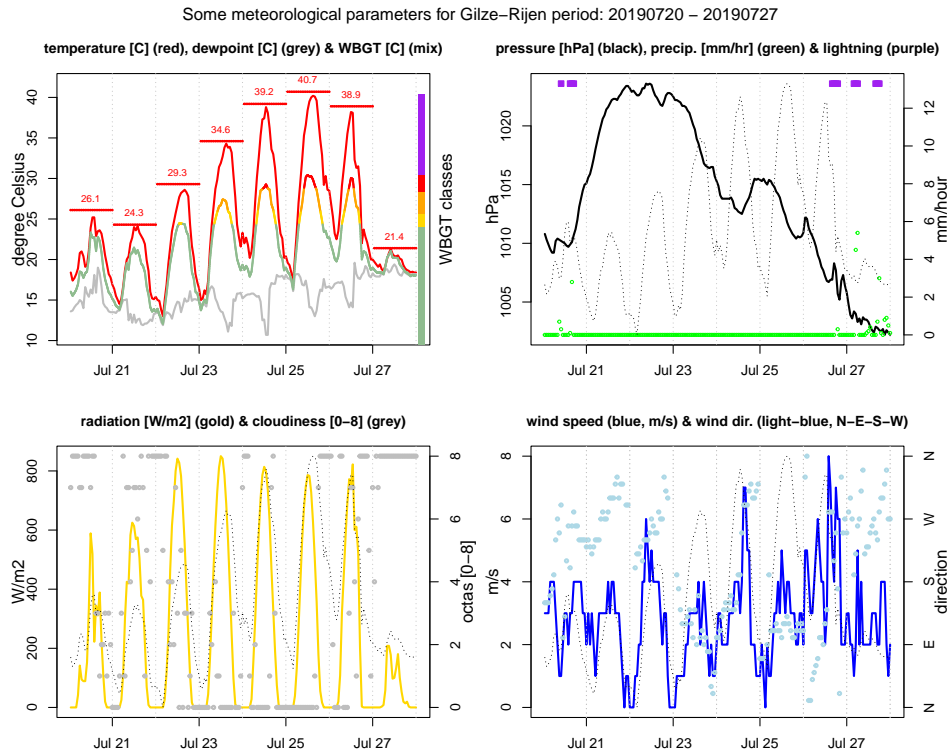 Some meteorological parameters for Gilze−Rijen period: 20190720 − 20190727
temperature [C] (red), dewpoint [C] (grey) & WBGT [C] (mix)
degree Celsius
40
35
30
25
20
15
10
26.1
24.3
29.3
34.6
39.2
40.7
38.9
21.4
WBGT classes
Jul 21
Jul 23
Jul 25
Jul 27
pressure [hPa] (black), precip. [mm/hr] (green) & lightning (purple)
hPa
1020
1015
1010
1005
12
10
8
6
4
2
0
mm/hour
Jul 21
Jul 23
Jul 25
Jul 27
radiation [W/m2] (gold) & cloudiness [0−8] (grey)
W/m2
800
600
400
200
0
8
6
4
2
0
octas [0−8]
Jul 21
Jul 23
Jul 25
Jul 27
wind speed (blue, m/s) & wind dir. (light−blue, N−E−S−W)
m/s
8
6
4
2
0
N
W
S
E
N
direction
Jul 21
Jul 23
Jul 25
Jul 27